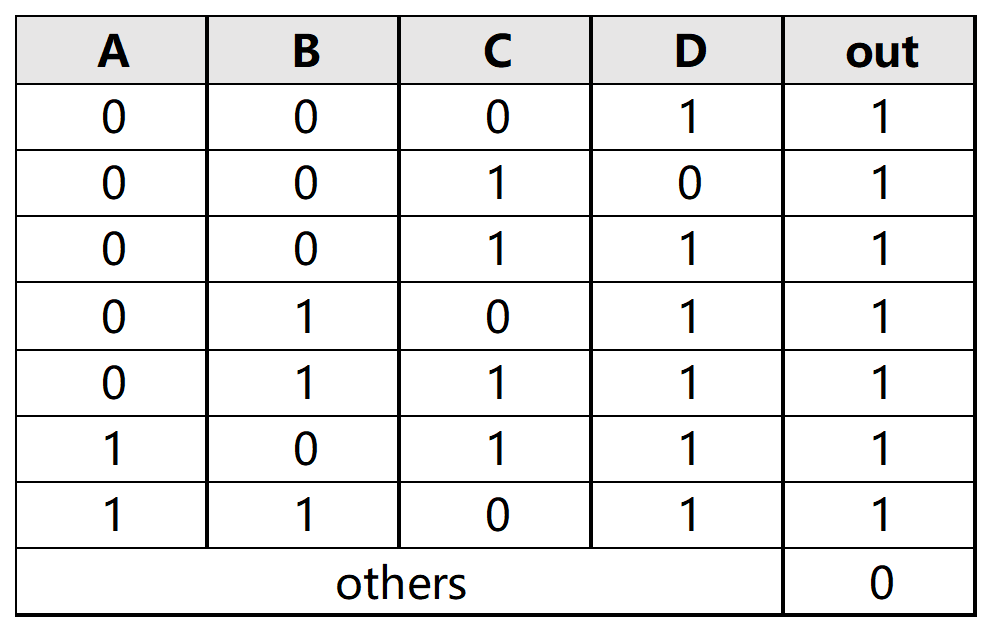 A B C D out
0 0 0 1 1
0 0 1 0 1
0 0 1 1 1
0 1 0 1 1
0 1 1 1 1
1 0 1 1 1
1 1 0 1 1
others 0